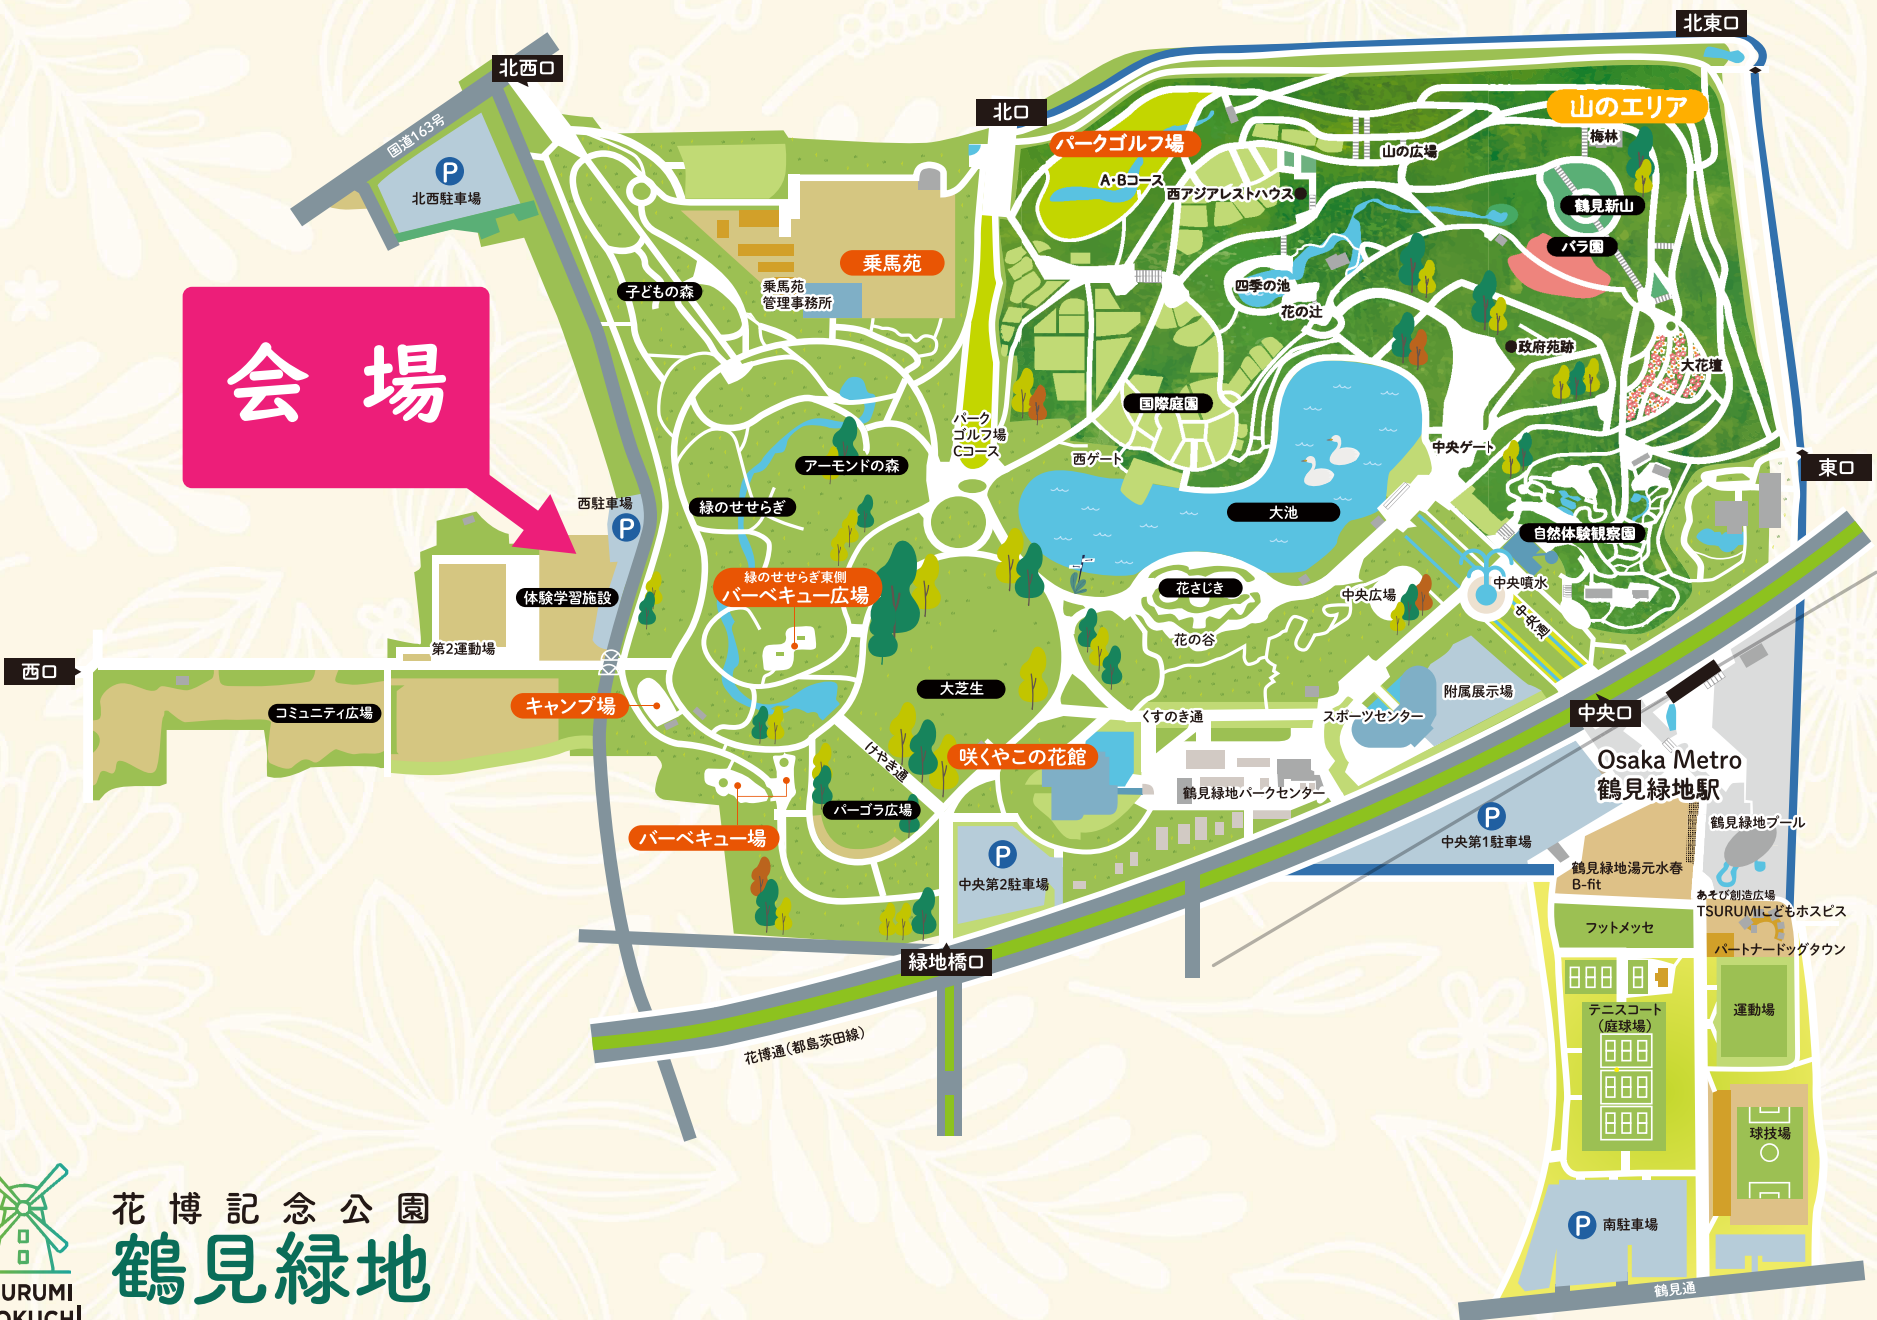 北東口
北西口
北口
国道163号
P
北西駐車場
山のエリア
梅林
パークゴルフ場
A・Bコース
山の広場
西アジアレストハウス
鶴見新山
バラ園
乗馬苑
乗馬苑
管理事務所
子どもの森
四季の池
花の辻
政府苑跡
大花壇
会 場
国際庭園
パーク
ゴルフ場
Cコース
西ゲート
中央ゲート
アーモンドの森
東口
西駐車場
P
緑のせせらぎ
大池
自然体験観察園
緑のせせらぎ東側
バーベキュー広場
体験学習施設
花さじき
中央広場
中央噴水
中央通
花の谷
第2運動場
西口
大芝生
附属展示場
キャンプ場
コミュニティ広場
くすのき通
スポーツセンター
中央口
けやき通
咲くやこの花館
Osaka Metro
鶴見緑地駅
鶴見緑地パークセンター
パーゴラ広場
バーベキュー場
P
中央第1駐車場
鶴見緑地プール
P
中央第2駐車場
鶴見緑地湯元水春
B-fit
あそび創造広場
TSURUMIこどもホスピス
フットメッセ
パートナードッグタウン
緑地橋口
テニスコート
（庭球場）
運動場
花博通（都島茨田線）
球技場
P
南駐車場
鶴見通
花博記念公園
鶴見緑地
URUMI
OKUCHI